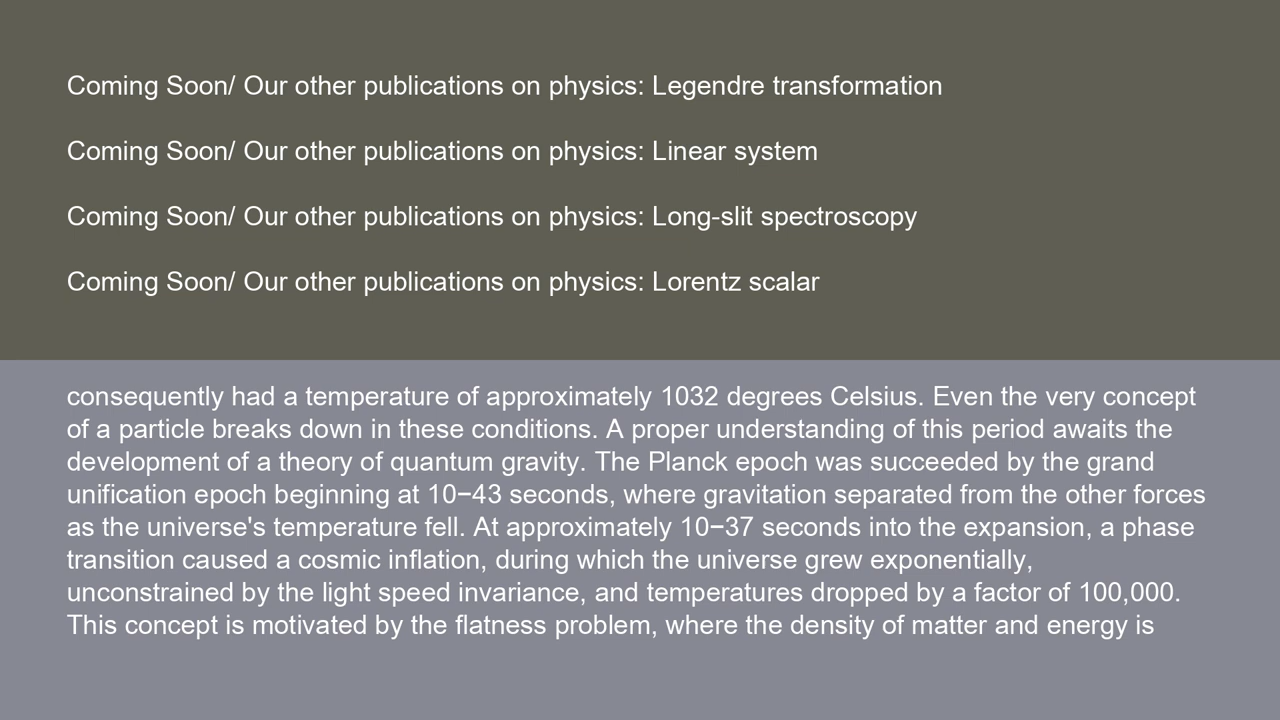 Coming Soon/ Our other publications on physics: Legendre transformation
Coming Soon/ Our other publications on physics: Linear system
Coming Soon/ Our other publications on physics: Long-slit spectroscopy
Coming Soon/ Our other publications on physics: Lorentz scalar
consequently had a temperature of approximately 1032 degrees Celsius. Even the very concept
of a particle breaks down in these conditions. A proper understanding of this period awaits the
development of a theory of quantum gravity. The Planck epoch was succeeded by the grand
unification epoch beginning at 10−43 seconds, where gravitation separated from the other forces
as the universe's temperature fell. At approximately 10−37 seconds into the expansion, a phase
transition caused a cosmic inflation, during which the universe grew exponentially,
unconstrained by the light speed invariance, and temperatures dropped by a factor of 100,000.
This concept is motivated by the flatness problem, where the density of matter and energy is